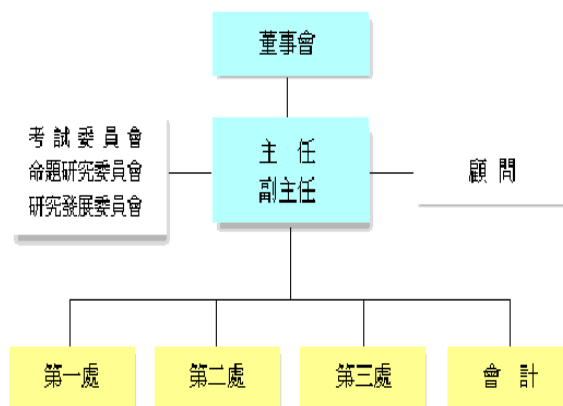 董事會
考試委員會
命題研究委員會
研究發展委員會
主 任
副主任
顧 問
第一處
第二處
第三處
會 計